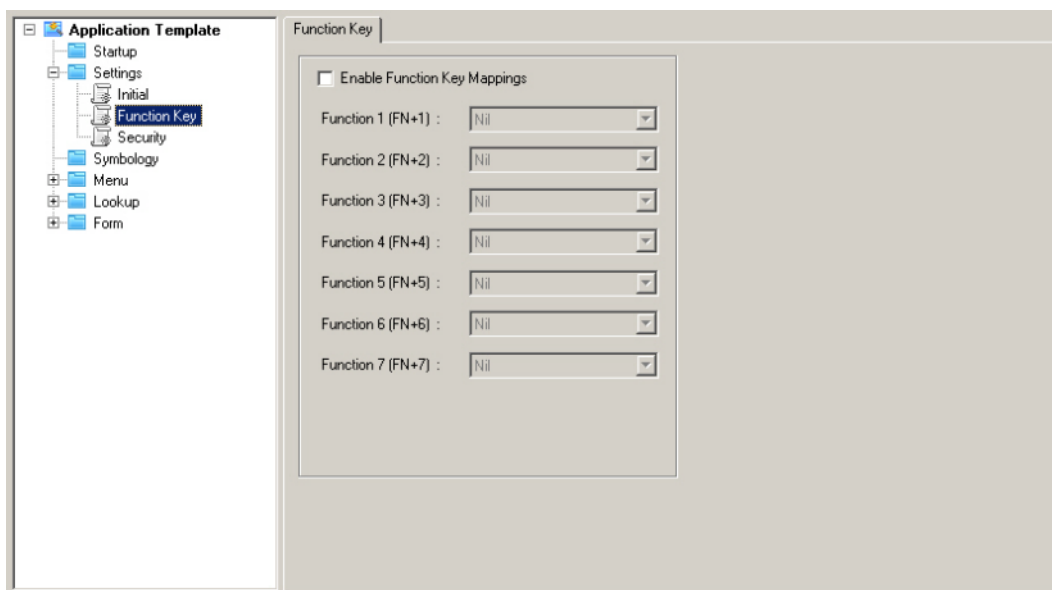 Application Template
Startup
Settings
Initial
Function Key
Security
Symbology
Menu
Lookup
Form
Function Key
Enable Function Key Mappings
Function 1 (FN+1) : Nil
Function 2 (FN+2) : Nil
Function 3 (FN+3) : Nil
Function 4 (FN+4) : Nil
Function 5 (FN+5) : Nil
Function 6 (FN+6) : Nil
Function 7 (FN+7) : Nil